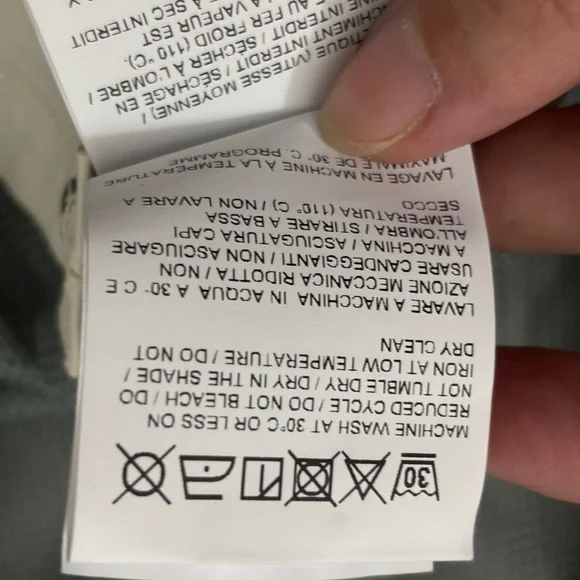 30
MACHINE WASH AT 30°C OR LESS ON
REDUCED CYCLE / DO NOT BLEACH / DO
NOT TUMBLE DRY / DRY IN THE SHADE /
IRON AT LOW TEMPERATURE / DO NOT
DRY CLEAN
LAVARE A MACCHINA IN ACQUA A 30 °C E
AZIONE MECCANICA RIDOTTA / NON
USARE CANDEGGIANTI / NON ASCIUGARE
A MACCHINA / ASCIUGATURA CAPI
ALL'OMBRA / STIRARE A BASSA
TEMPERATURA (110° C) / NON LAVARE A
SECCO
LAVAGE EN MACHINE À LA TEMPÉRATURE
MAXIMALE DE 30° C. PROGRAMME
(VITESSE MOYENNE) /
INTERDIT / SÉCHAGE EN
INTERDIT / SÉCHER À L'OMBRE /
AU FER FROID (110 °C).
LA VAPEUR EST
À SEC INTERDIT